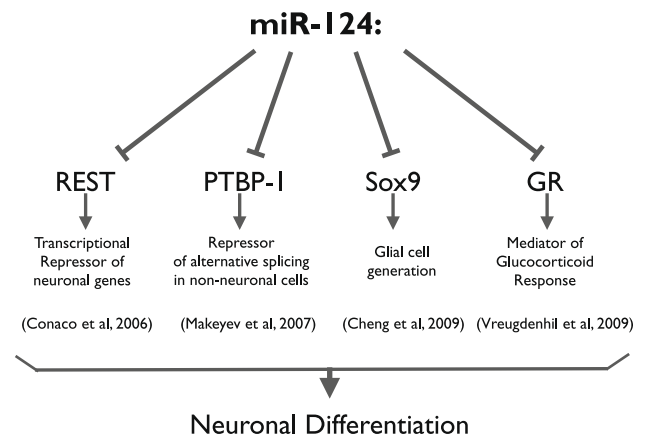 miR-124:
REST PTBP-1 Sox9 GR
Transcriptional
Repressor of
neuronal genes
Repressor
of alternative splicing
in non-neuronal cells
Glial cell
generation
Mediator of
Glucocorticoid
Response
(Conaco et al, 2006) (Makeyev et al, 2007) (Cheng et al, 2009) (Vreugdenhil et al, 2009)
Neuronal Differentiation